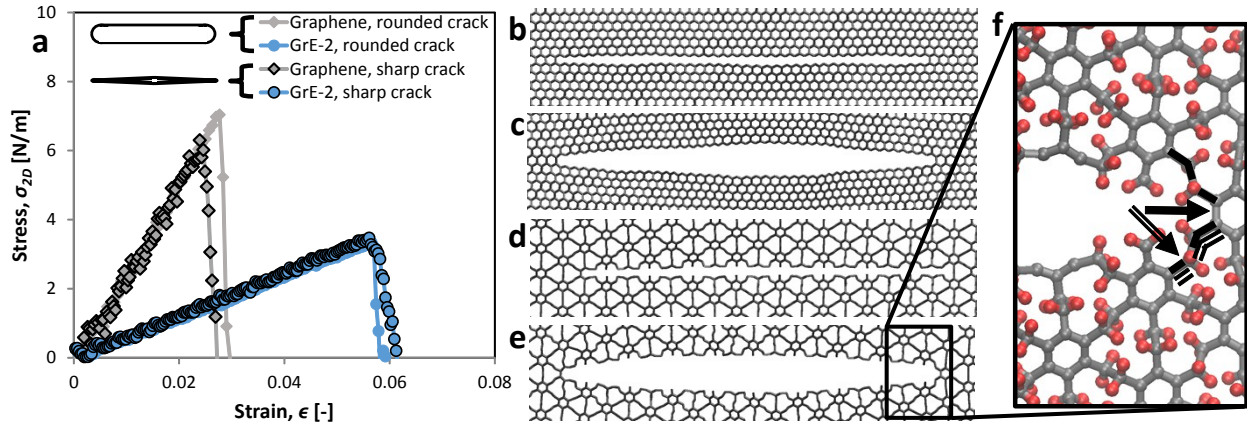 a
Graphene, rounded crack
GrE-2, rounded crack
Graphene, sharp crack
GrE-2, sharp crack
10
8
6
4
2
0
Stress, σ2D [N/m]
0
0.02
0.04
0.06
0.08
Strain, ϵ [-]
b
c
d
e
f